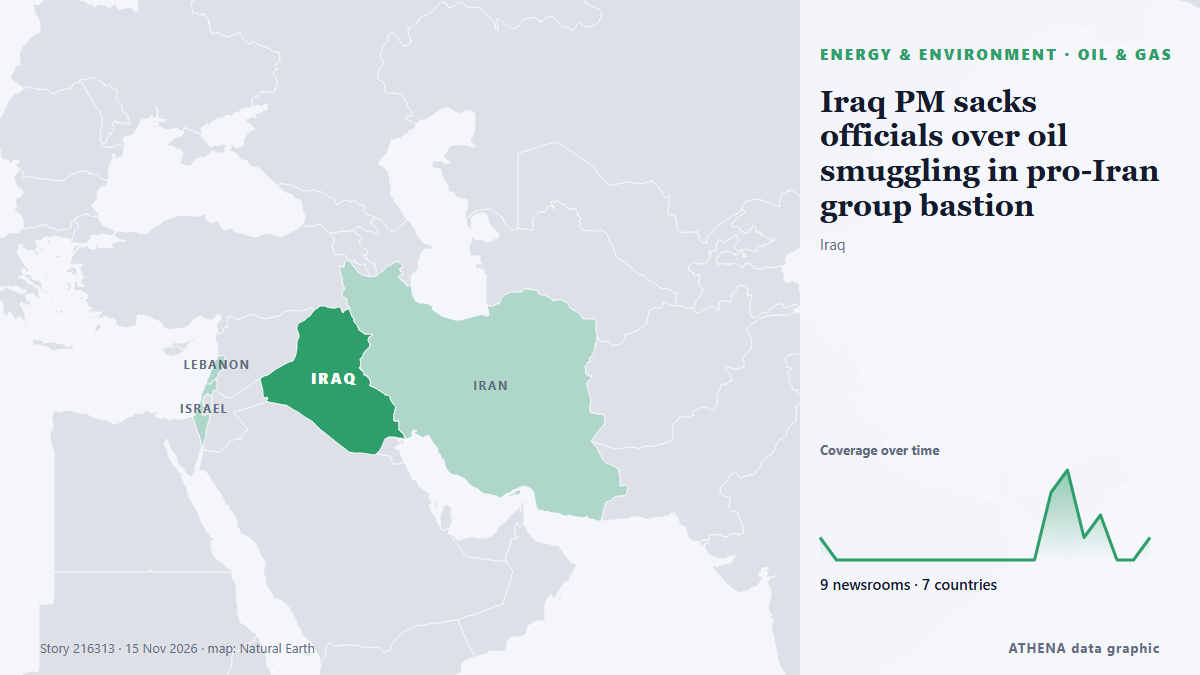 ENERGY & ENVIRONMENT · OIL & GAS
Iraq PM sacks
officials over oil
smuggling in pro-Iran
group bastion
Iraq
LEBANON
IRAQ
IRAN
ISRAEL
Coverage over time
9 newsrooms · 7 countries
Story 216313 · 15 Nov 2026 · map: Natural Earth
ATHENA data graphic